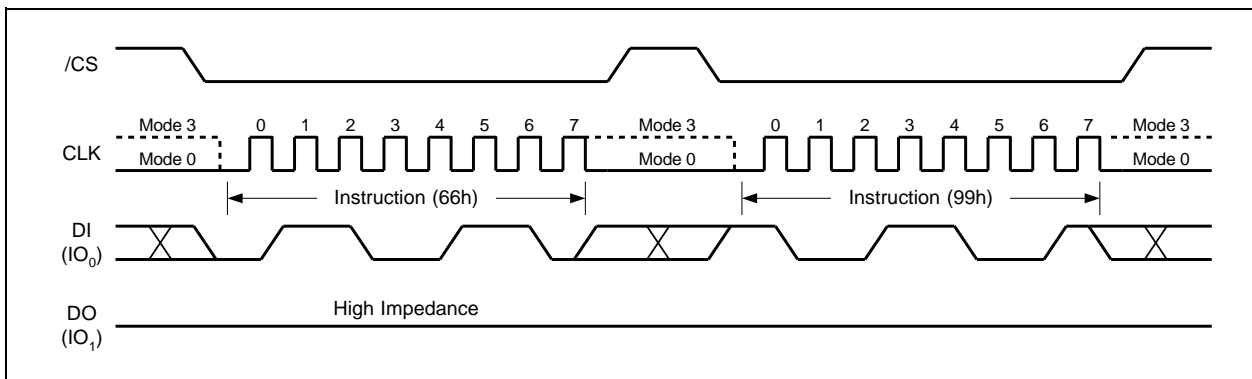 /CS
Mode 3 0 1 2 3 4 5 6 7 Mode 3 0 1 2 3 4 5 6 7 Mode 3
CLK
Mode 0 Mode 0 Mode 0
Instruction (66h) Instruction (99h)
DI
(IO₀)
High Impedance
DO
(IO₁)